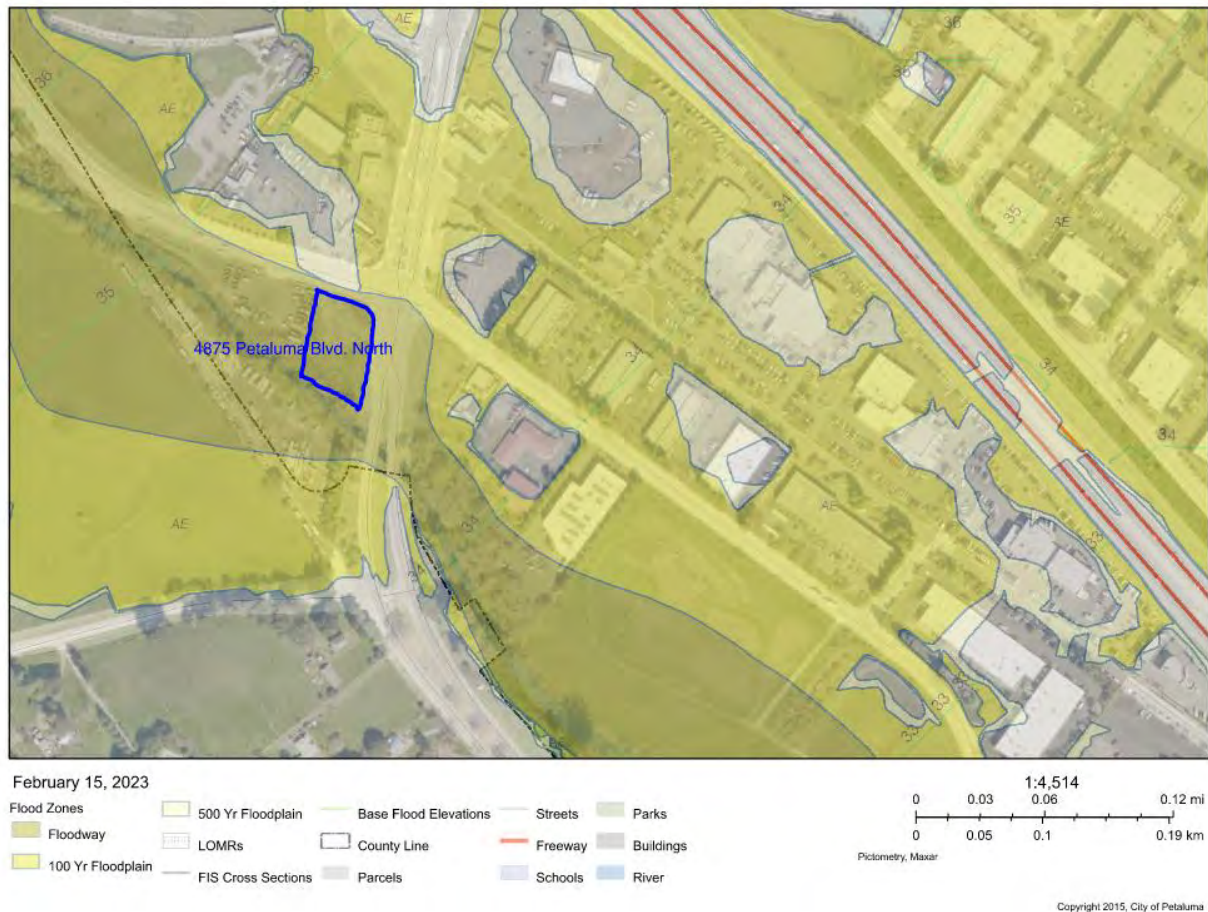 AE
36
35
36
36
AE
AE
34
35
AE
35
4875 Petaluma Blvd. North
34
34
34
AE
AE
34
33
33
33
33
February 15, 2023
Flood Zones
Floodway
100 Yr Floodplain
500 Yr Floodplain
LOMRs
FIS Cross Sections
Base Flood Elevations
County Line
Parcels
Streets
Freeway
Schools
Parks
Buildings
River
1:4,514
0 0.03 0.06 0.12 mi
0 0.05 0.1 0.19 km
Pictometry, Maxar
Copyright 2015, City of Petaluma